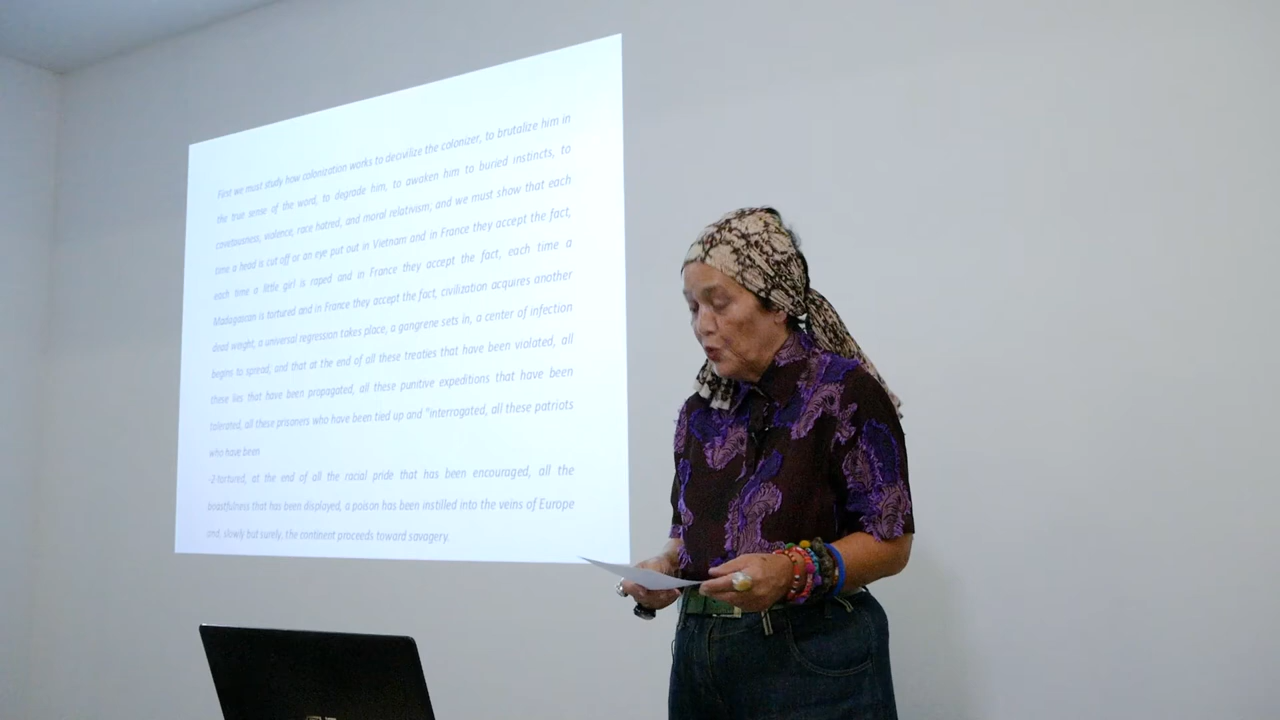 First we must study how colonization works to decivilize the colonizer, to brutalize him in
the true sense of the word, to degrade him, to awaken him to buried instincts, to
covetousness, violence, race hatred, and moral relativism; and we must show that each
time a head is cut off or an eye put out in Vietnam and in France they accept the fact,
each time a little girl is raped and in France they accept the fact, each time a
Madagascan is tortured and in France they accept the fact, civilization acquires another
dead weight, a universal regression takes place, a gangrene sets in, a center of infection
begins to spread; and that at the end of all these treaties that have been violated, all
these lies that have been propagated, all these punitive expeditions that have been
tolerated, all these prisoners who have been tied up and "interrogated, all these patriots
who have been
-2-tortured, at the end of all the racial pride that has been encouraged, all the
boastfulness that has been displayed, a poison has been instilled into the veins of Europe
and, slowly but surely, the continent proceeds toward savagery.